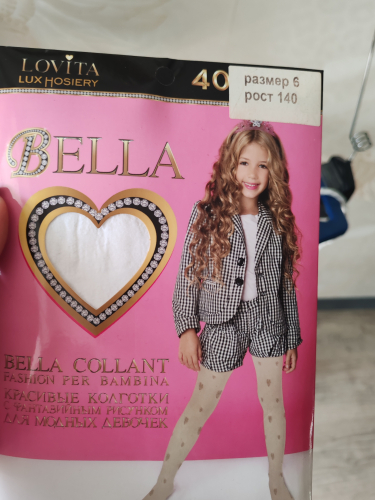 LOVITA
LUX HOSIERY
40
размер 6
рост 140
BELLA
BELLA COLLANT
FASHION PER BAMBINA
КРАСИВЫЕ КОЛГОТКИ
С ФАНТАЗИЙНЫМ РИСУНКОМ
ДЛЯ МОДНЫХ ДЕВОЧЕК